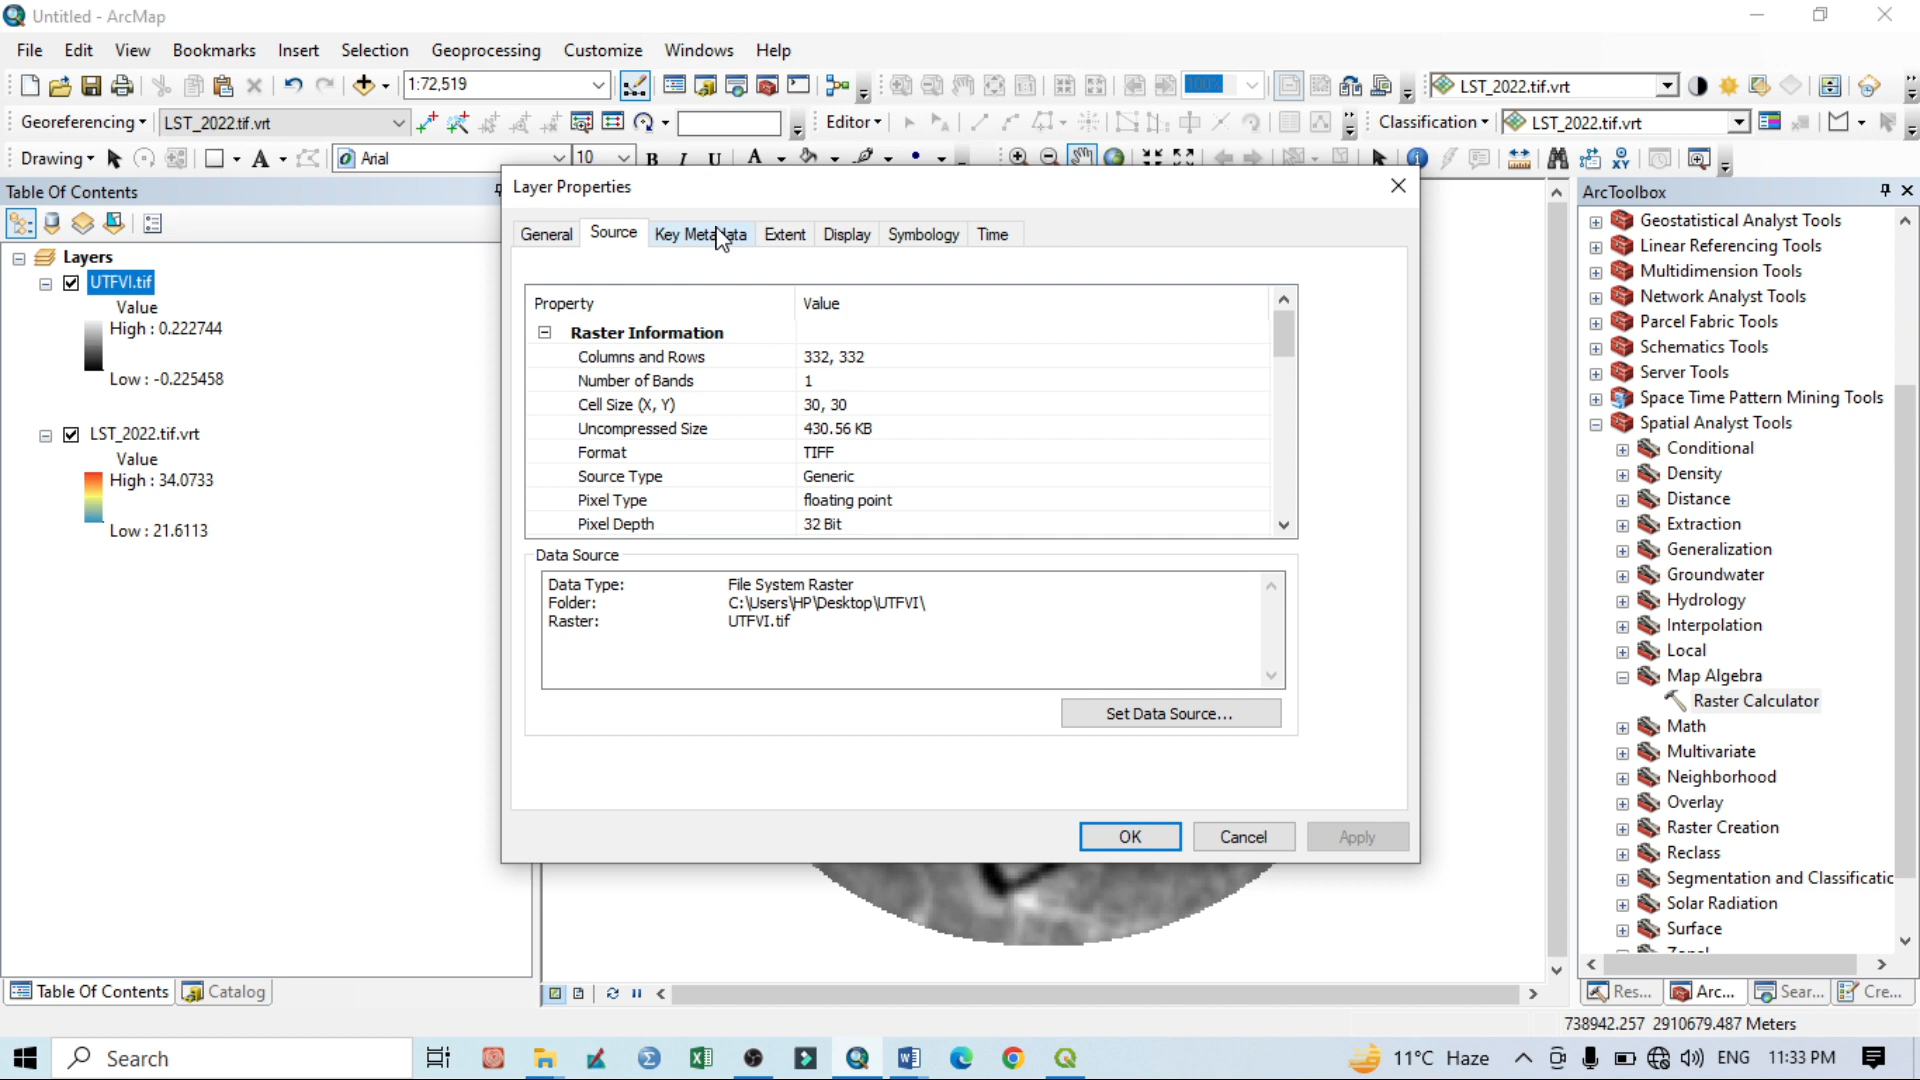 Untitled - ArcMap
File Edit View Bookmarks Insert Selection Geoprocessing Customize Windows Help
1:72,519
100%
LST_2022.tif.vrt
Georeferencing
LST_2022.tif.vrt
Editor
Classification
LST_2022.tif.vrt
Drawing
A
Arial
10
B I U A
XY
Table Of Contents
Layers
UTFVI.tif
Value
High : 0.222744
Low : -0.225458
LST_2022.tif.vrt
Value
High : 34.0733
Low : 21.6113
Table Of Contents Catalog
Layer Properties
General Source Key Metadata Extent Display Symbology Time
Property Value
Raster Information
Columns and Rows 332, 332
Number of Bands 1
Cell Size (X, Y) 30, 30
Uncompressed Size 430.56 KB
Format TIFF
Source Type Generic
Pixel Type floating point
Pixel Depth 32 Bit
Data Source
Data Type: File System Raster
Folder: C:\Users\HP\Desktop\UTFVI\
Raster: UTFVI.tif
Set Data Source...
OK Cancel Apply
ArcToolbox
Geostatistical Analyst Tools
Linear Referencing Tools
Multidimension Tools
Network Analyst Tools
Parcel Fabric Tools
Schematics Tools
Server Tools
Space Time Pattern Mining Tools
Spatial Analyst Tools
Conditional
Density
Distance
Extraction
Generalization
Groundwater
Hydrology
Interpolation
Local
Map Algebra
Raster Calculator
Math
Multivariate
Neighborhood
Overlay
Raster Creation
Reclass
Segmentation and Classificatic
Solar Radiation
Surface
Res... Arc... Sear... Cre...
738942.257 2910679.487 Meters
Search
11°C Haze
ENG 11:33 PM